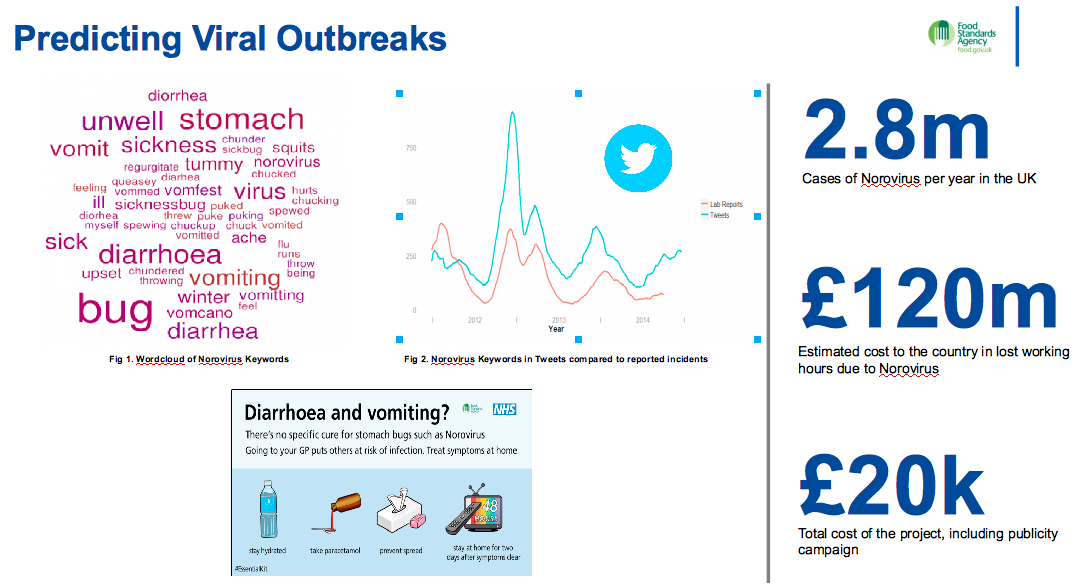 Predicting Viral Outbreaks
Food
Standards
Agency
food.gov.uk
diorrhea
unwell stomach
chunder
vomit sickness sickbug squits
regurgitate tummy norovirus
queasey diarhea chucked
feeling vommed vomfest virus hurts
ill sicknessbug puked chucking
diorhea threw puke puking spewed
myself spewing chuckup chuck vomited
sick vomitted ache flu
diarrhoea runs
throw
upset chundered vomiting being
throwing
bug winter vomitting
vomcano feel
diarrhea
Fig 1. Wordcloud of Norovirus Keywords
750
500
250
0
2012
2013
2014
Year
Lab Reports
Tweets
Fig 2. Norovirus Keywords in Tweets compared to reported incidents
Diarrhoea and vomiting?
Food
Standards
Agency
NHS
There's no specific cure for stomach bugs such as Norovirus
Going to your GP puts others at risk of infection. Treat symptoms at home
48
HOURS
stay hydrated
take paracetamol
prevent spread
stay at home for two
days after symptoms clear
#EssentialKit
2.8m
Cases of Norovirus per year in the UK
£120m
Estimated cost to the country in lost working
hours due to Norovirus
£20k
Total cost of the project, including publicity
campaign